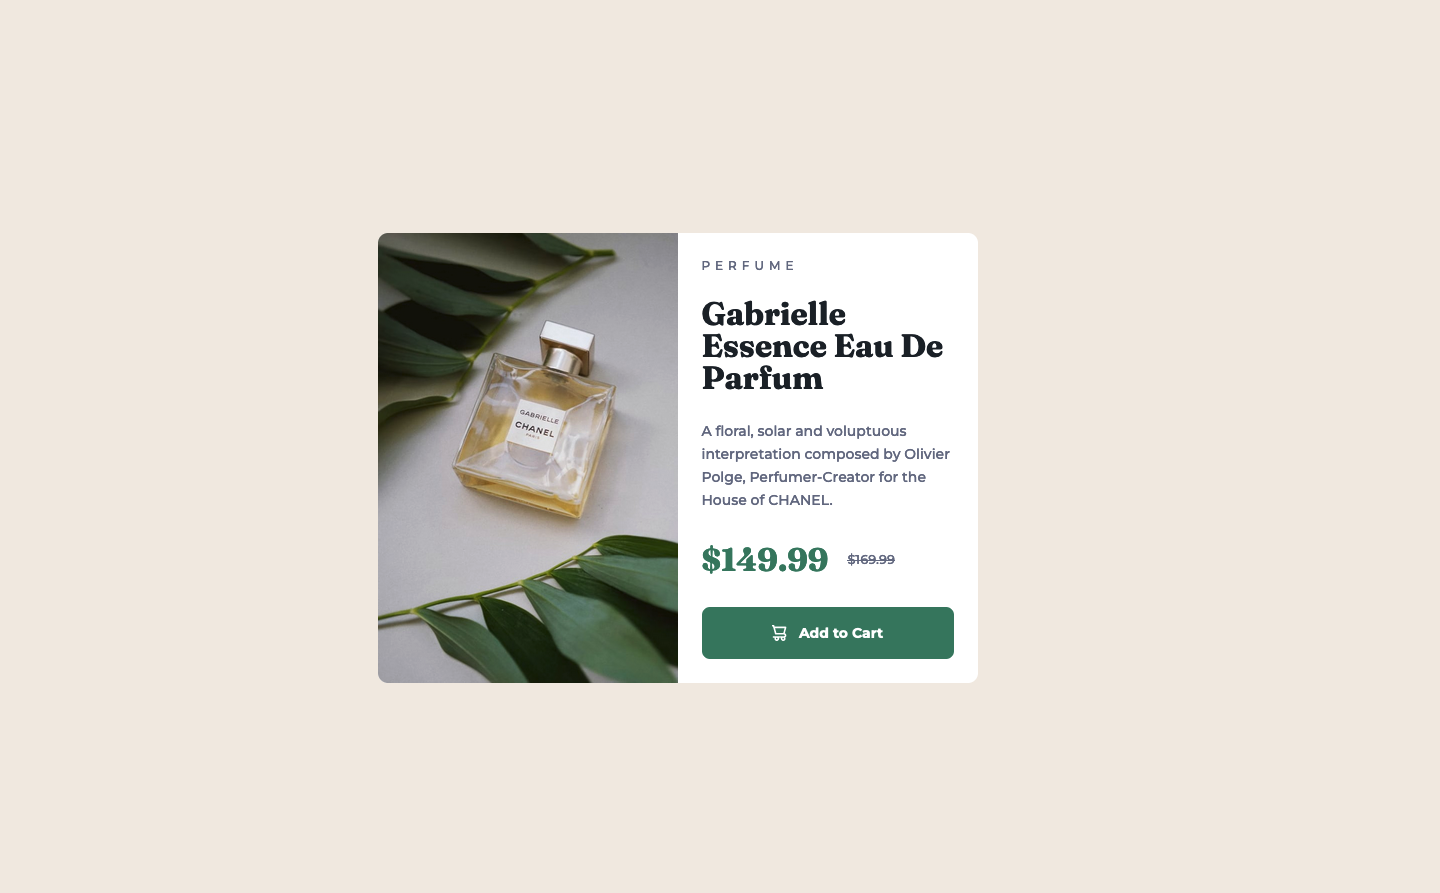 PERFUME
Gabrielle
Essence Eau De
Parfum
A floral, solar and voluptuous
interpretation composed by Olivier
Polge, Perfumer-Creator for the
House of CHANEL.
$149.99 $169.99
Add to Cart
GABRIELLE
CHANEL
PARIS